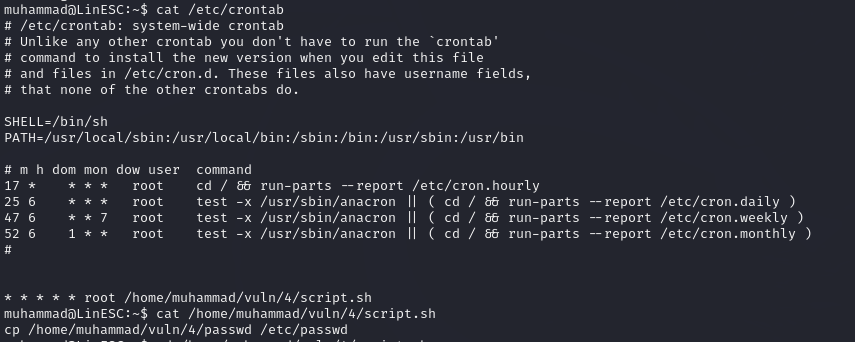 muhammad@LinESC:~$ cat /etc/crontab
# /etc/crontab: system-wide crontab
# Unlike any other crontab you don't have to run the `crontab'
# command to install the new version when you edit this file
# and files in /etc/cron.d. These files also have username fields,
# that none of the other crontabs do.
SHELL=/bin/sh
PATH=/usr/local/sbin:/usr/local/bin:/sbin:/bin:/usr/sbin:/usr/bin
# m h dom mon dow user  command
17 *    * * *   root    cd / && run-parts --report /etc/cron.hourly
25 6    * * *   root    test -x /usr/sbin/anacron || ( cd / && run-parts --report /etc/cron.daily )
47 6    * * 7   root    test -x /usr/sbin/anacron || ( cd / && run-parts --report /etc/cron.weekly )
52 6    1 * *   root    test -x /usr/sbin/anacron || ( cd / && run-parts --report /etc/cron.monthly )
#
* * * * * root /home/muhammad/vuln/4/script.sh
muhammad@LinESC:~$ cat /home/muhammad/vuln/4/script.sh
cp /home/muhammad/vuln/4/passwd /etc/passwd